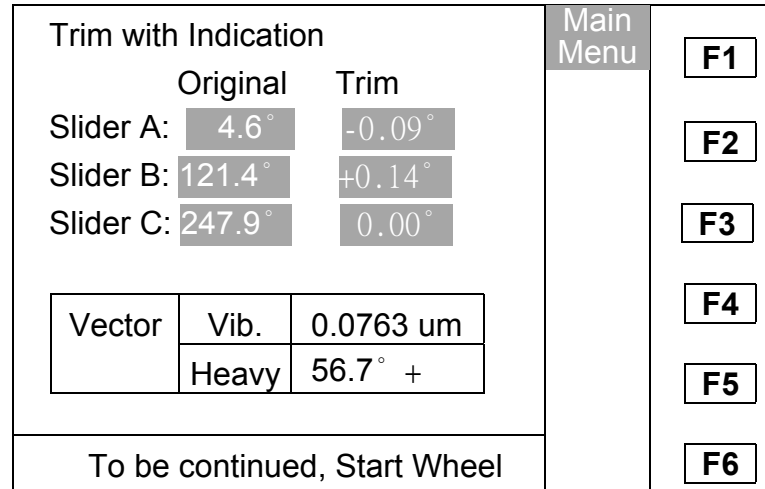 Trim with Indication
Original Trim
Slider A: 4.6° -0.09°
Slider B: 121.4° +0.14°
Slider C: 247.9° 0.00°
Vector Vib. 0.0763 um
Heavy 56.7° +
To be continued, Start Wheel
Main
Menu
F1
F2
F3
F4
F5
F6